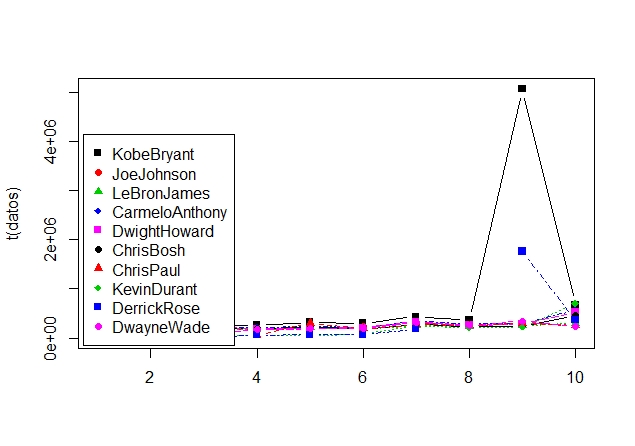 t(datos)
4e+06
2e+06
0e+00
KobeBryant
JoeJohnson
LeBronJames
CarmeloAnthony
DwightHoward
ChrisBosh
ChrisPaul
KevinDurant
DerrickRose
DwayneWade
2 4 6 8 10